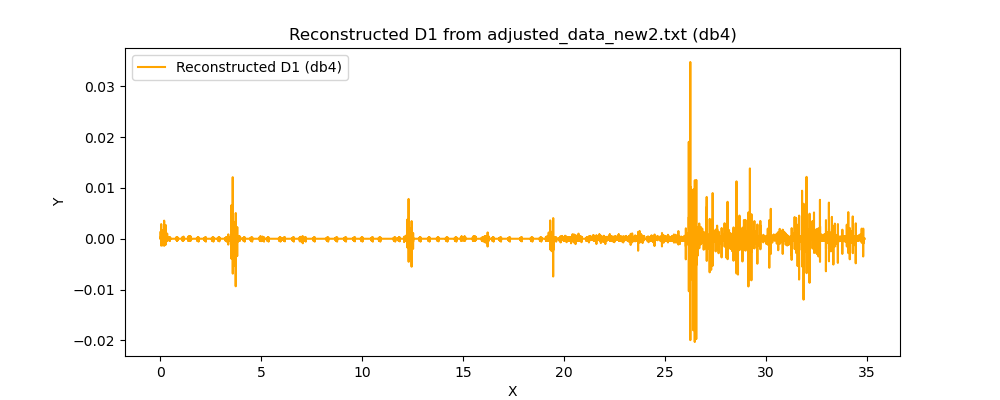 Reconstructed D1 from adjusted_data_new2.txt (db4)
Reconstructed D1 (db4)
0.03
0.02
0.01
0.00
−0.01
−0.02
Y
0 5 10 15 20 25 30 35
X